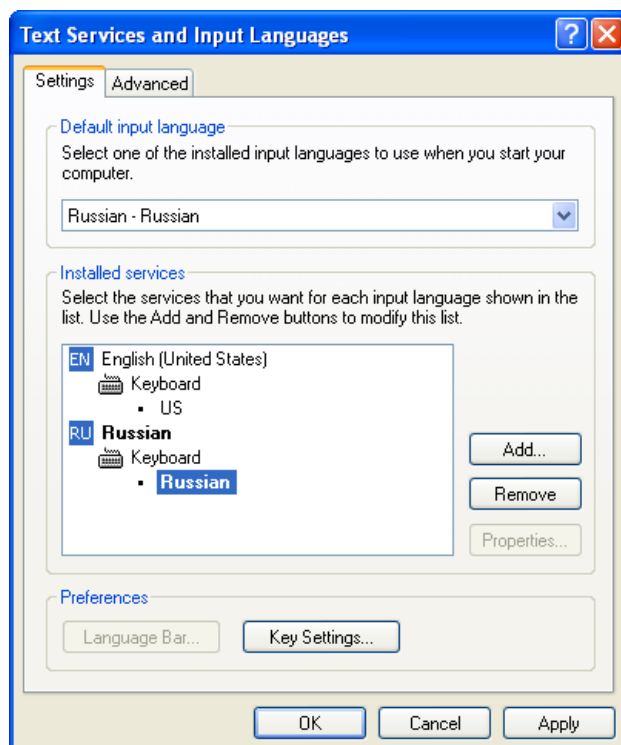 Text Services and Input Languages
Settings
Advanced
Default input language
Select one of the installed input languages to use when you start your
computer.
Russian - Russian
Installed services
Select the services that you want for each input language shown in the
list. Use the Add and Remove buttons to modify this list.
EN English (United States)
Keyboard
• US
RU Russian
Keyboard
• Russian
Add...
Remove
Properties...
Preferences
Language Bar...
Key Settings...
OK
Cancel
Apply